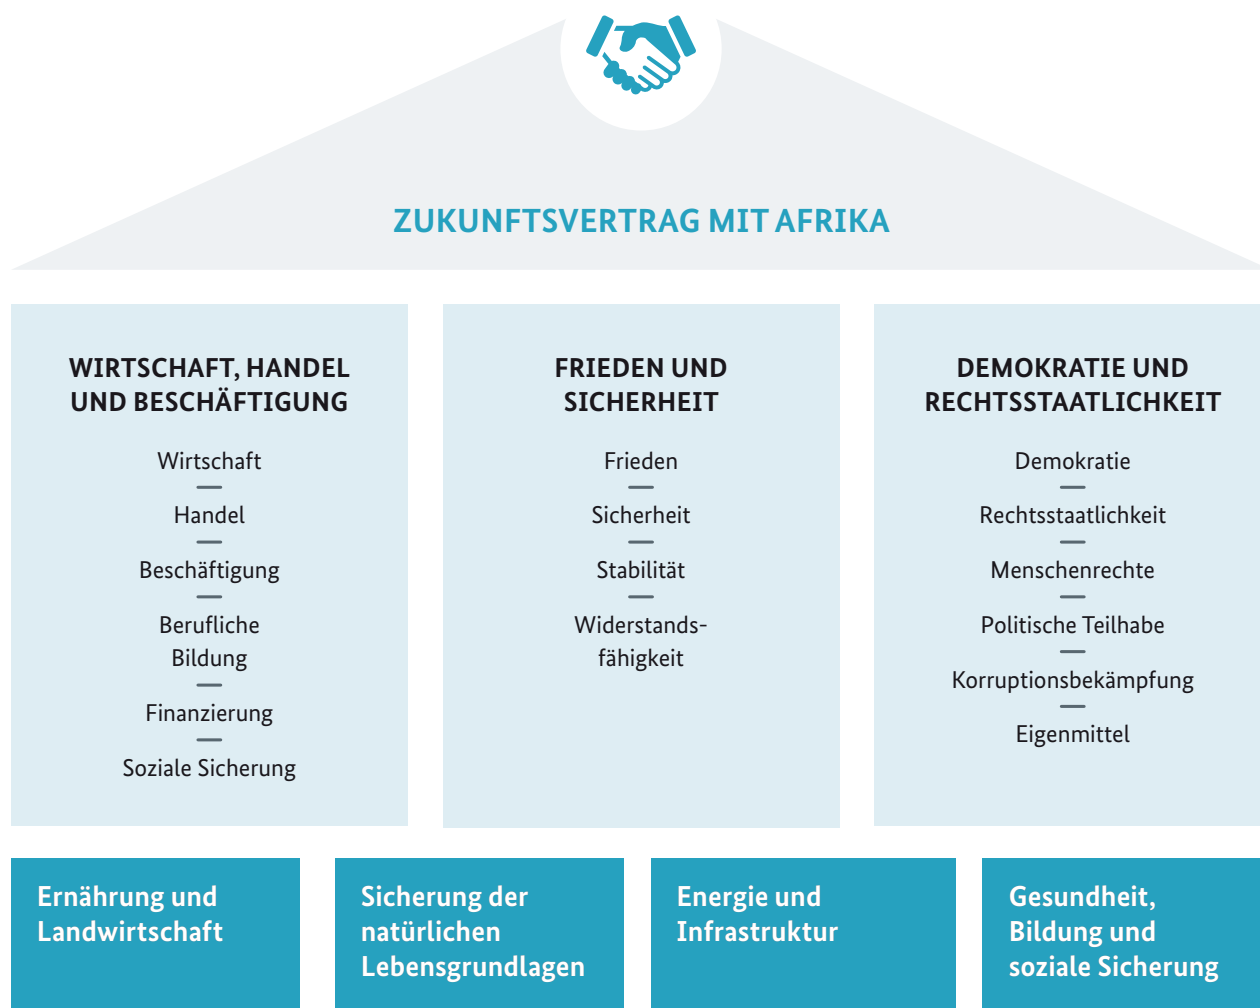 ZUKUNFTSVERTRAG MIT AFRIKA
WIRTSCHAFT, HANDEL
UND BESCHÄFTIGUNG
Wirtschaft
Handel
Beschäftigung
Berufliche
Bildung
Finanzierung
Soziale Sicherung
FRIEDEN UND
SICHERHEIT
Frieden
Sicherheit
Stabilität
Widerstands-
fähigkeit
DEMOKRATIE UND
RECHTSSTAATLICHKEIT
Demokratie
Rechtsstaatlichkeit
Menschenrechte
Politische Teilhabe
Korruptionsbekämpfung
Eigenmittel
Ernährung und
Landwirtschaft
Sicherung der
natürlichen
Lebensgrundlagen
Energie und
Infrastruktur
Gesundheit,
Bildung und
soziale Sicherung